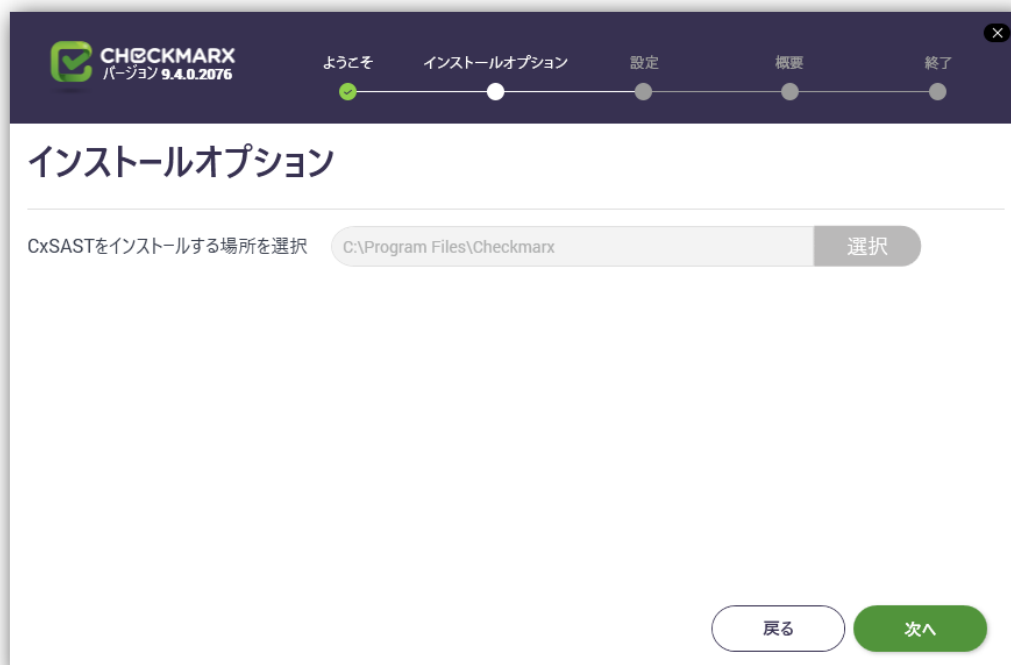 CHECKMARX
バージョン 9.4.0.2076
ようこそ
インストールオプション
設定
概要
終了
インストールオプション
CxSASTをインストールする場所を選択
C:\Program Files\Checkmarx
選択
戻る
次へ